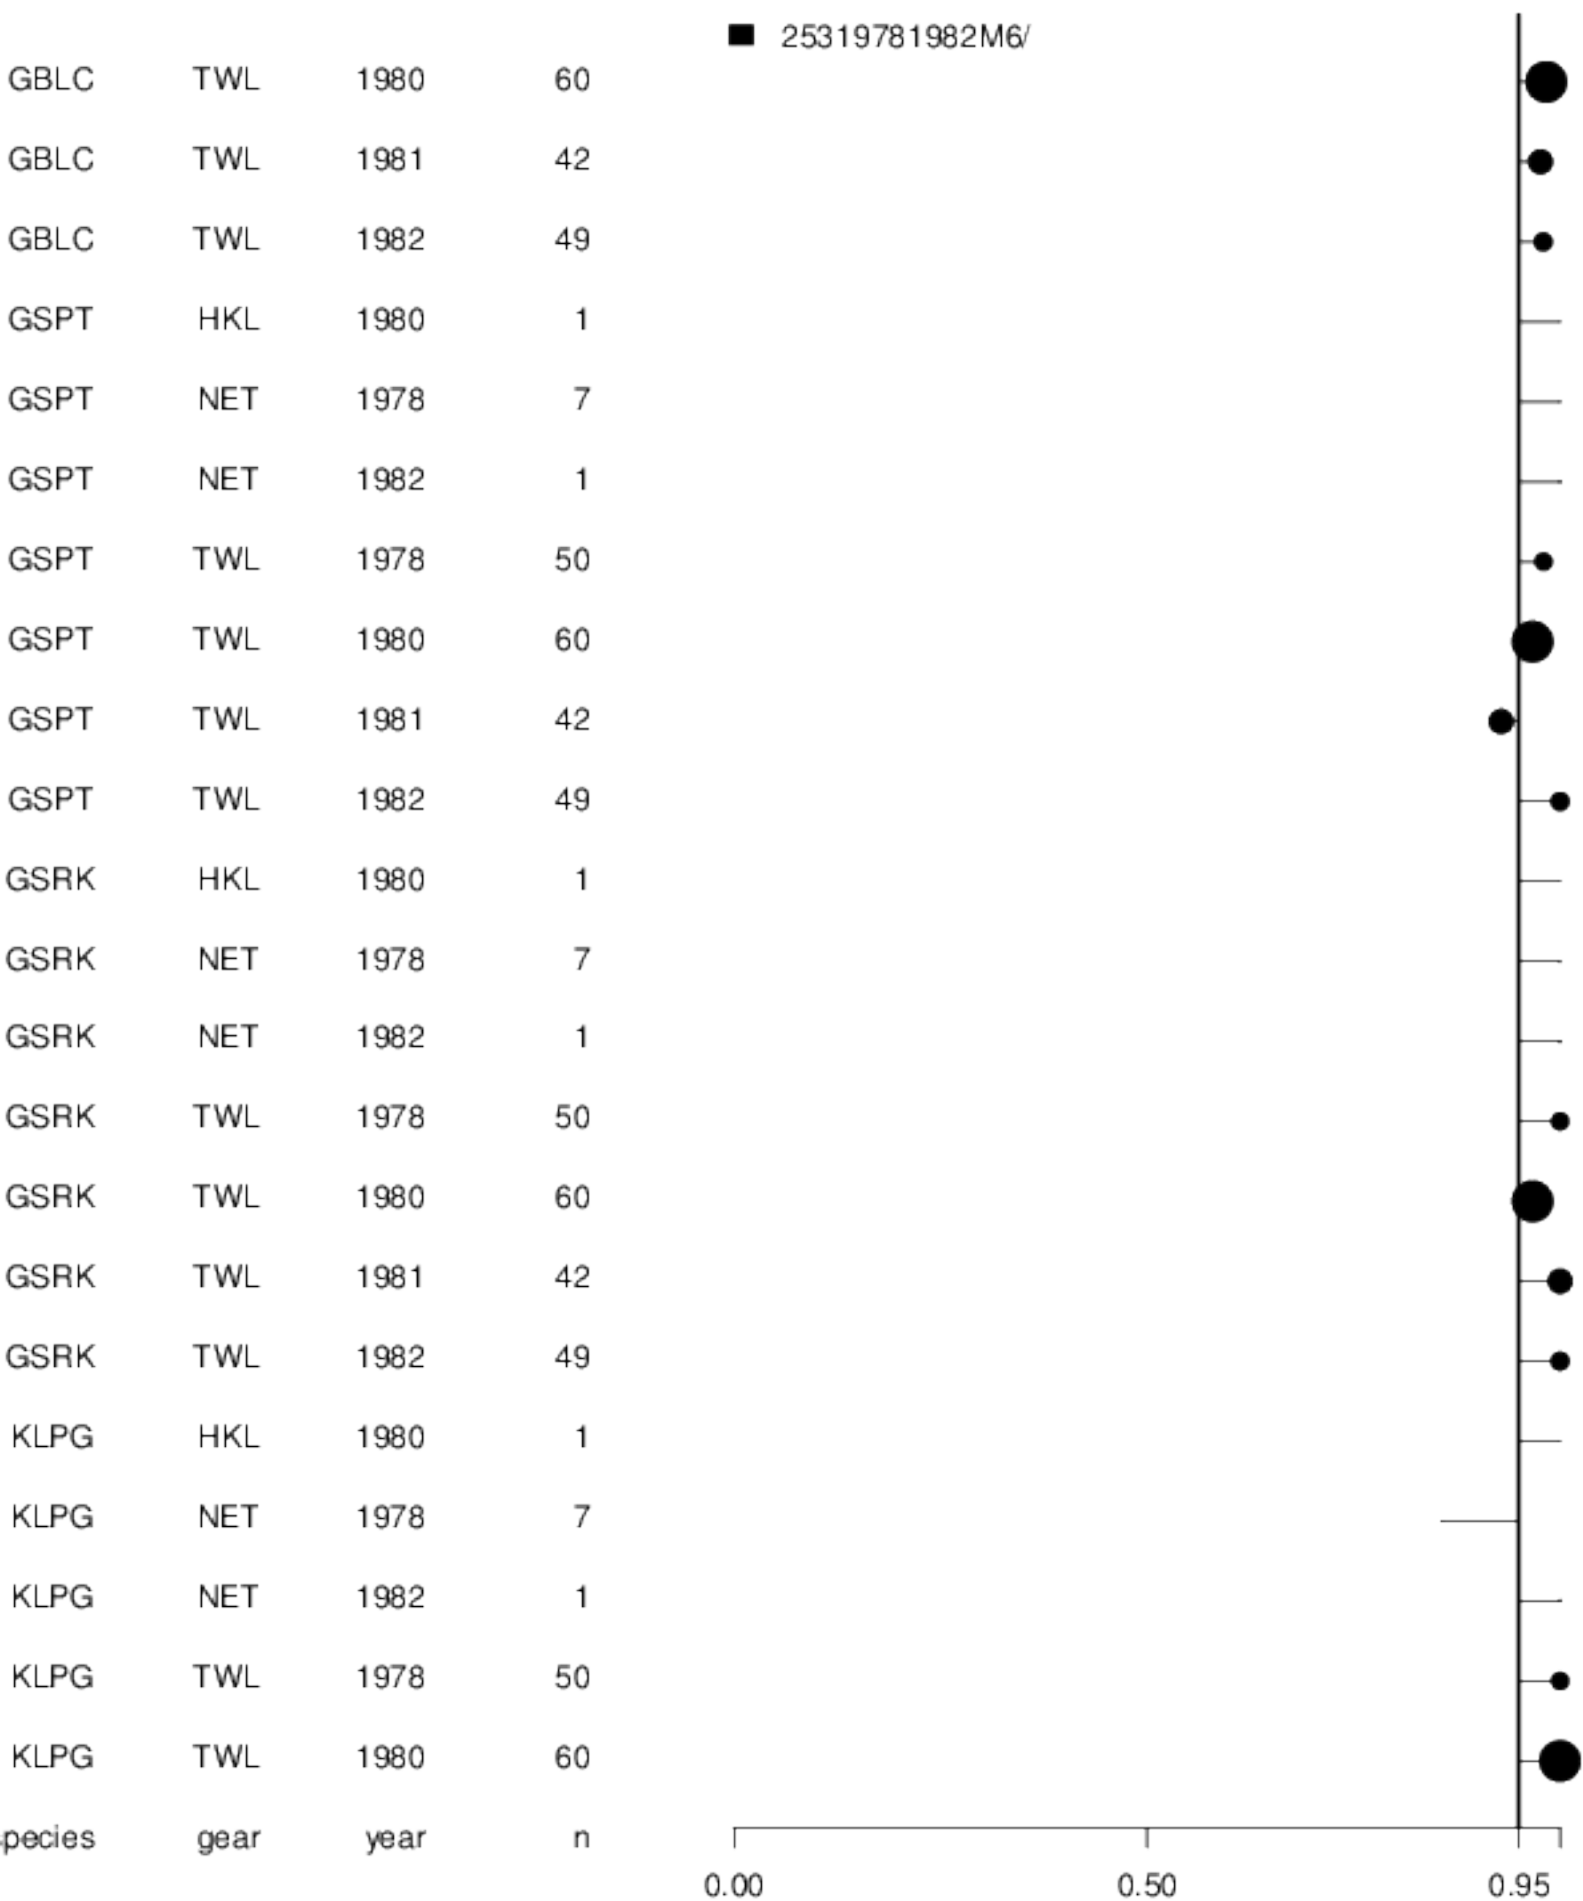 25319781982M6/
GBLC TWL 1980 60
GBLC TWL 1981 42
GBLC TWL 1982 49
GSPT HKL 1980 1
GSPT NET 1978 7
GSPT NET 1982 1
GSPT TWL 1978 50
GSPT TWL 1980 60
GSPT TWL 1981 42
GSPT TWL 1982 49
GSRK HKL 1980 1
GSRK NET 1978 7
GSRK NET 1982 1
GSRK TWL 1978 50
GSRK TWL 1980 60
GSRK TWL 1981 42
GSRK TWL 1982 49
KLPG HKL 1980 1
KLPG NET 1978 7
KLPG NET 1982 1
KLPG TWL 1978 50
KLPG TWL 1980 60
pecies gear year n
0.00 0.50 0.95